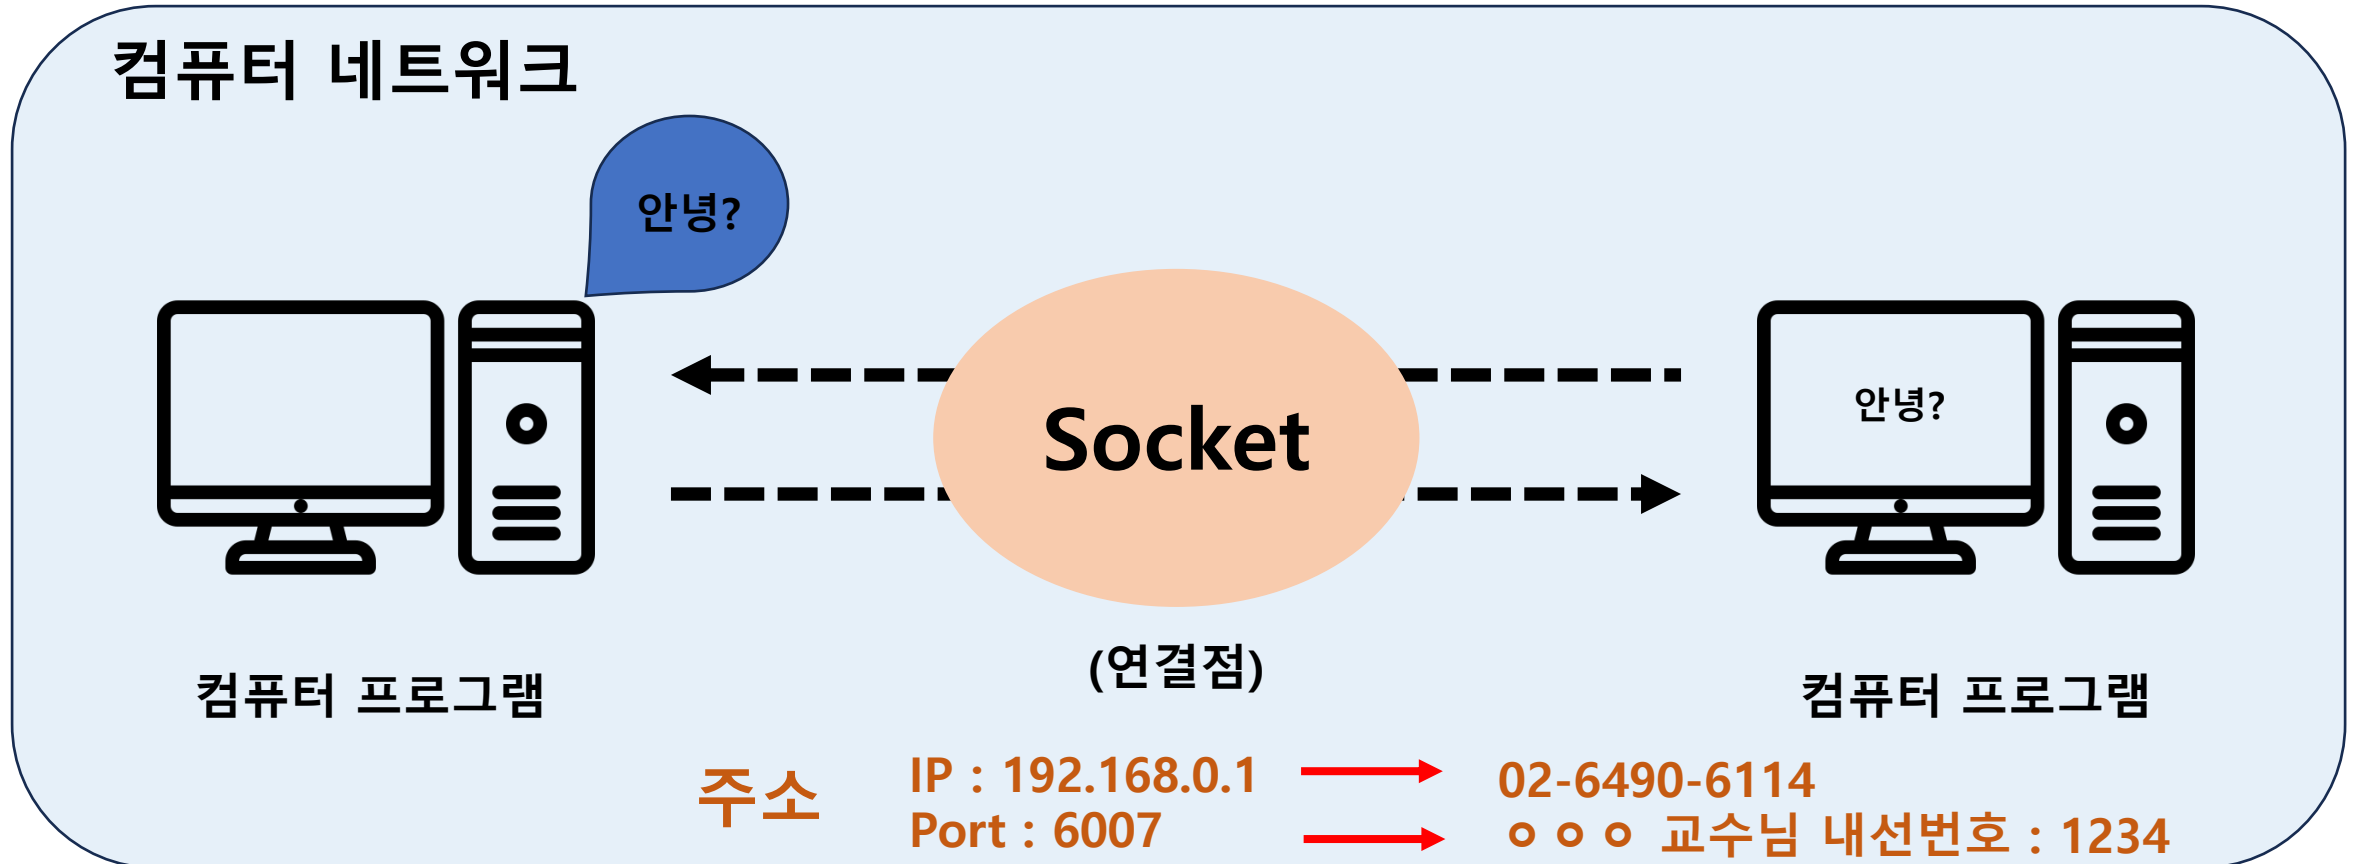 컴퓨터 네트워크
안녕?
Socket
안녕?
(연결점)
컴퓨터 프로그램
컴퓨터 프로그램
주소
IP : 192.168.0.1
02-6490-6114
Port : 6007
ㅇㅇㅇ 교수님 내선번호 : 1234